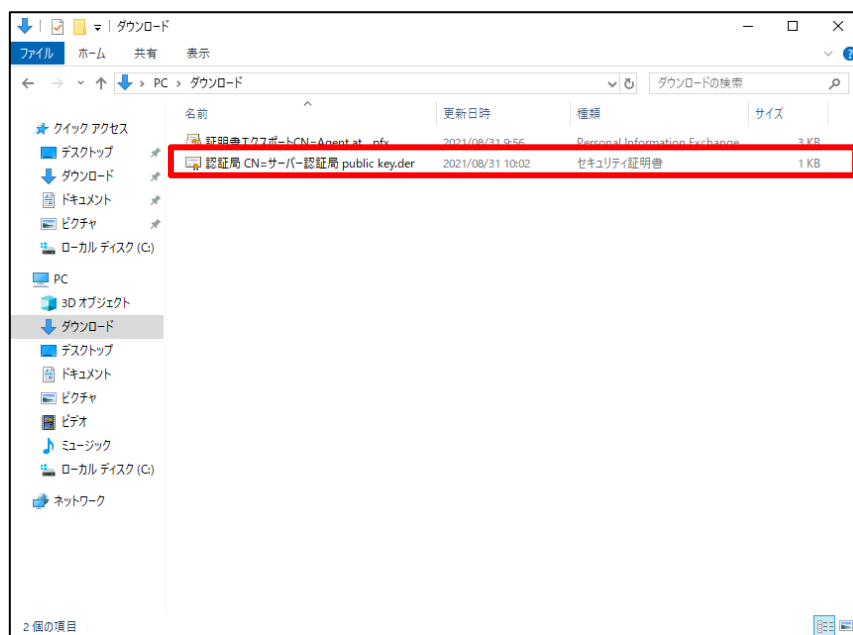 ダウンロード
ファイル ホーム 共有 表示
PC › ダウンロード ダウンロードの検索
名前 更新日時 種類 サイズ
クイック アクセス
デスクトップ
ダウンロード
ドキュメント
ピクチャ
ローカル ディスク (C:)
PC
3D オブジェクト
ダウンロード
デスクトップ
ドキュメント
ピクチャ
ビデオ
ミュージック
ローカル ディスク (C:)
ネットワーク
証明書エクスポートCN=Agent at pfx 2021/08/31 9:56 Personal Information Exchange 3 KB
認証局 CN=サーバー認証局 public key.der 2021/08/31 10:02 セキュリティ証明書 1 KB
2 個の項目